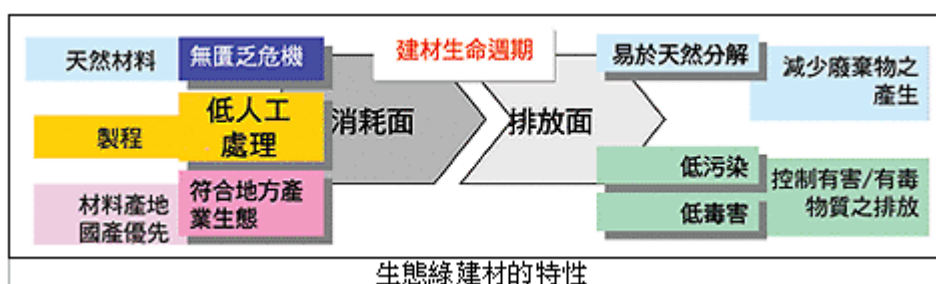 建材生命週期
天然材料
無匱乏危機
製程
低人工
處理
材料產地
國產優先
符合地方產
業生態
消耗面
排放面
易於天然分解
減少廢棄物之
產生
低污染
低毒害
控制有害/有毒
物質之排放
生態綠建材的特性